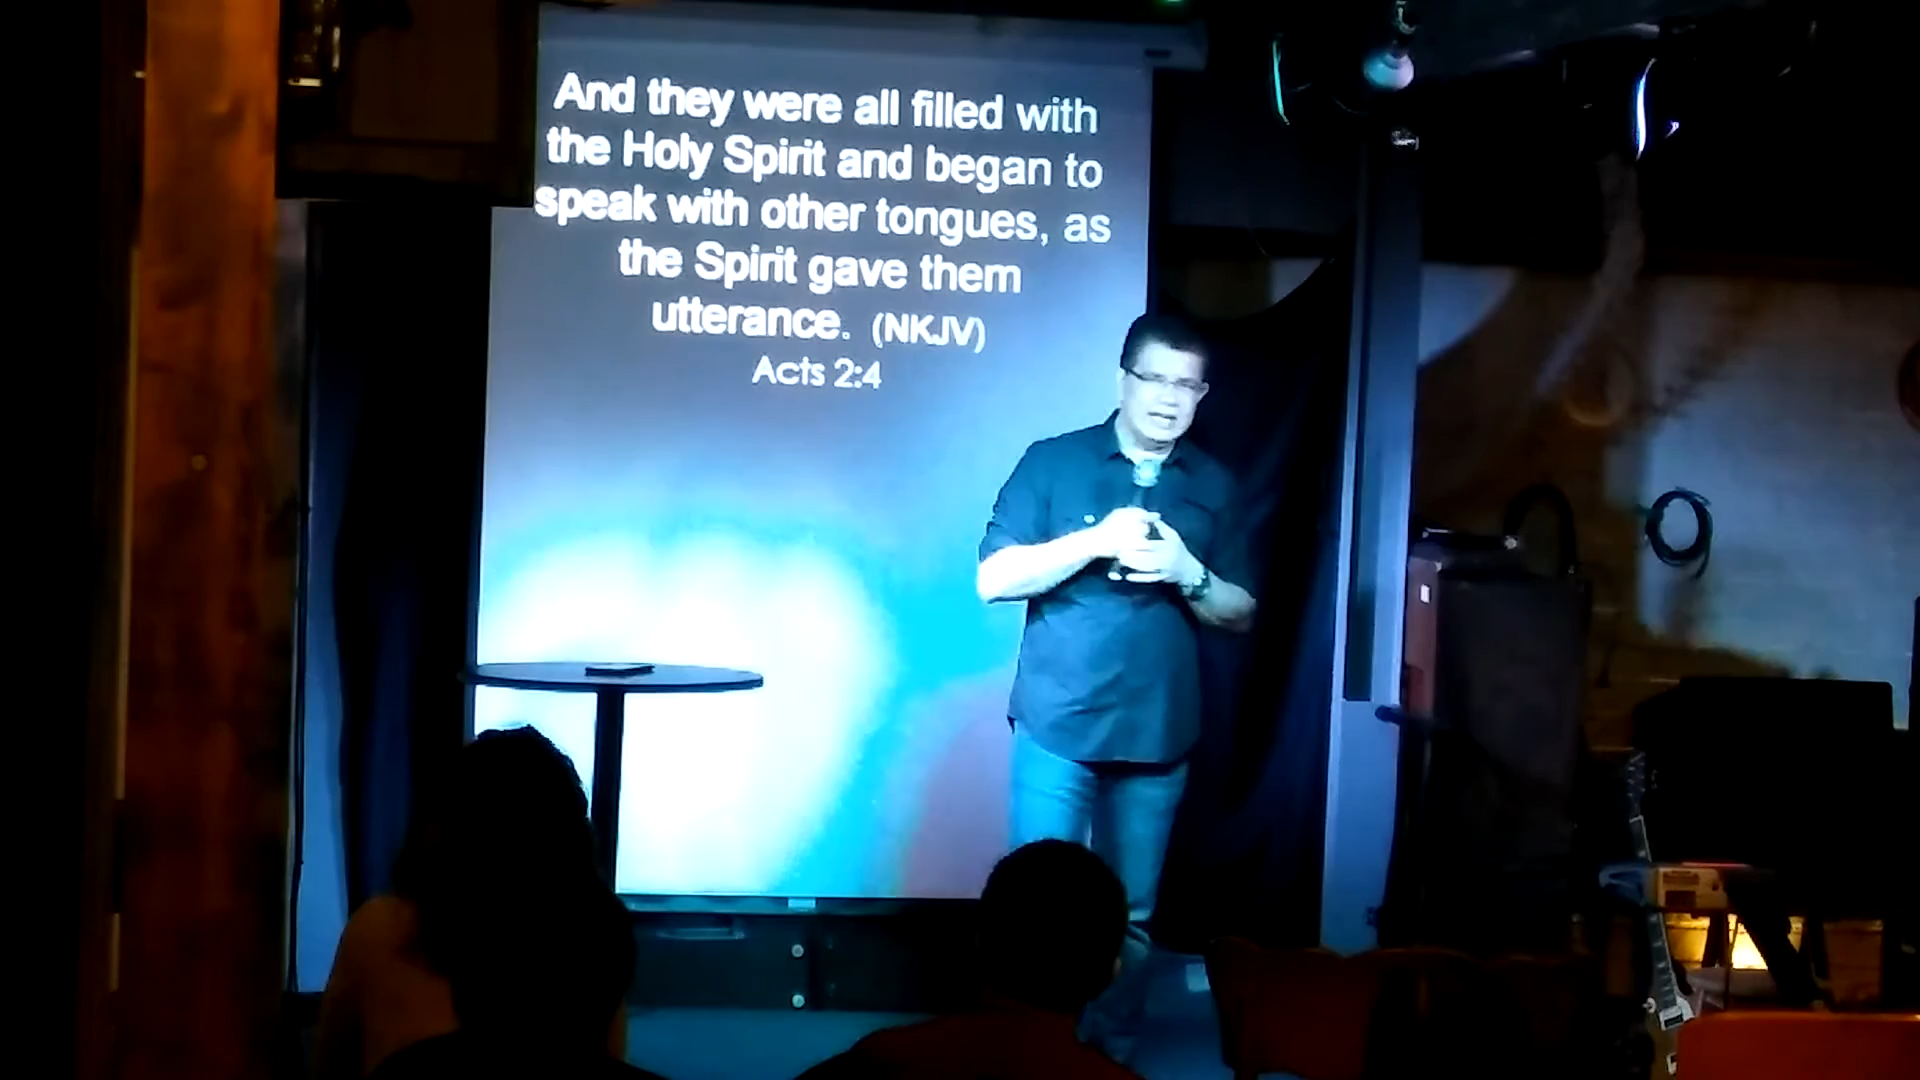 And they were all filled with
the Holy Spirit and began to
speak with other tongues, as
the Spirit gave them
utterance. (NKJV)
Acts 2:4